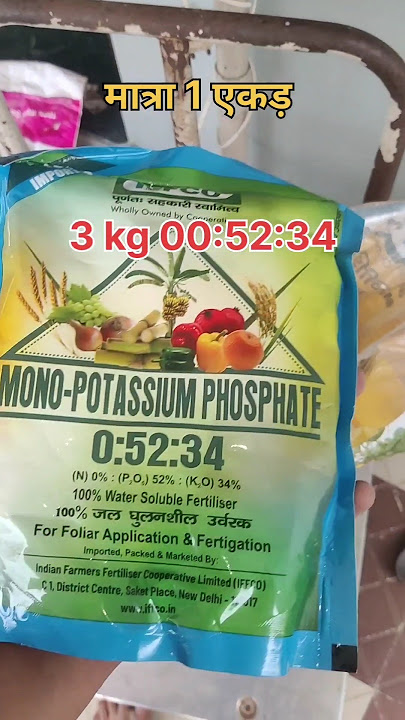 मात्रा 1 एकड़
IMPORTED
IFFCO
पूर्णतः सहकारी स्वामित्व
Wholly Owned by
3 kg 00:52:34
MONO-POTASSIUM PHOSPHATE
0:52:34
(N) 0% : (P₂O₅) 52% : (K₂O) 34%
100% Water Soluble Fertiliser
100% जल घुलनशील उर्वरक
For Foliar Application & Fertigation
Imported, Packed & Marketed By:
Indian Farmers Fertiliser Cooperative Limited (IFFCO)
C 1, District Centre, Saket Place, New Delhi -
www.iffco.in